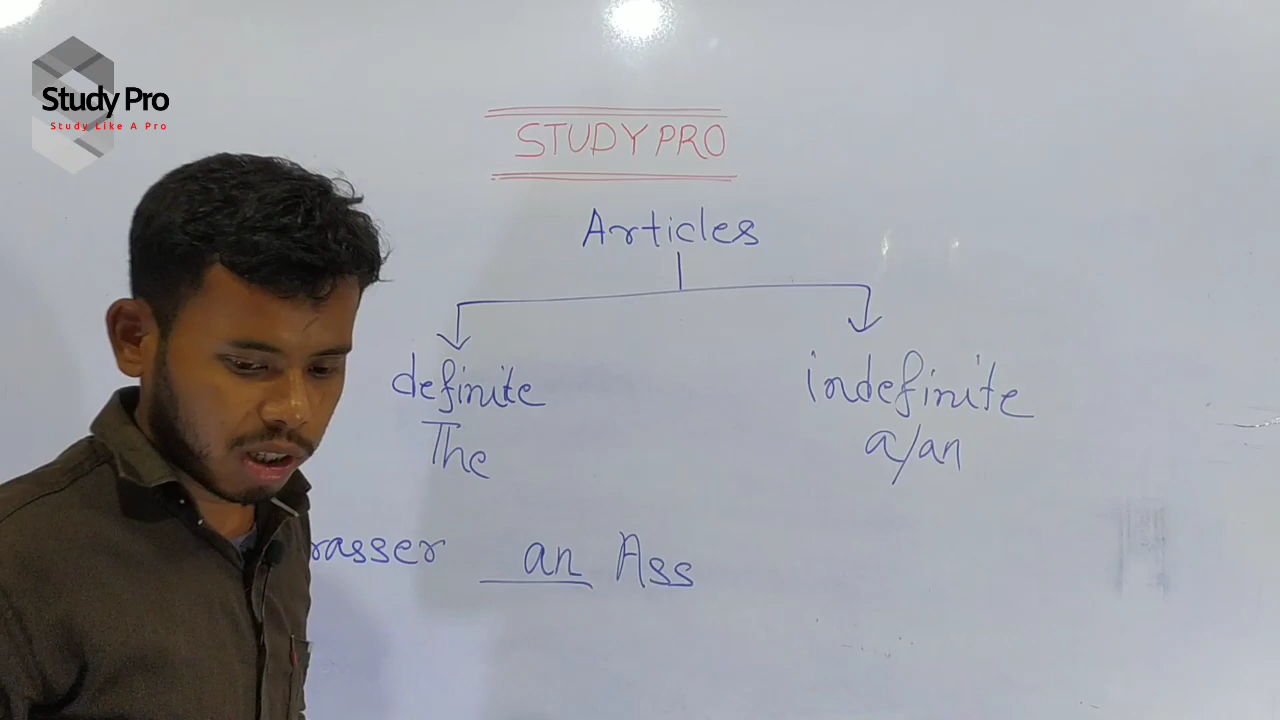 Study Pro
Study Like A Pro
STUDY PRO
Articles
definite indefinite
The a/an
rasser an Ass